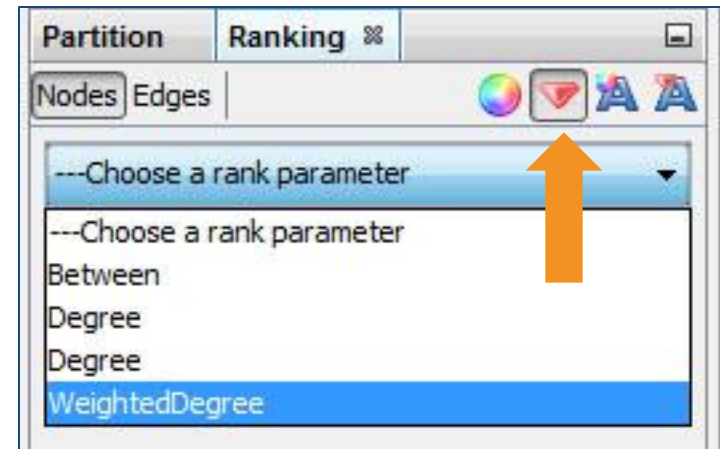 Partition Ranking
Nodes Edges A A
---Choose a rank parameter
---Choose a rank parameter
Between
Degree
Degree
WeightedDegree